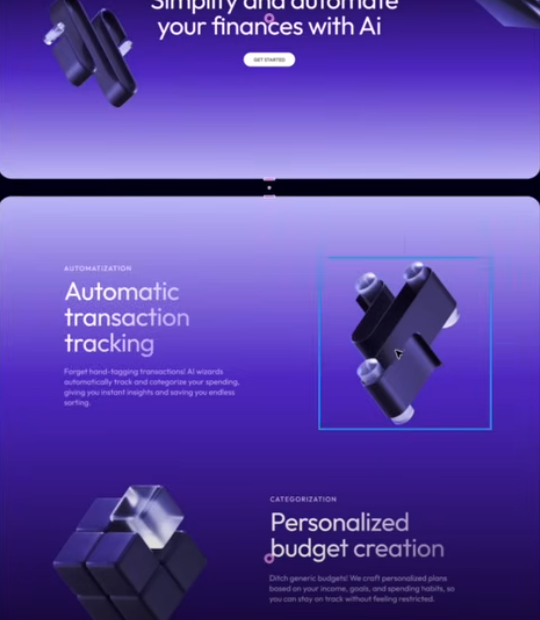 Simplify and automate
your finances with Ai
GET STARTED
AUTOMATIZATION
Automatic
transaction
tracking
Forget hand-tagging transactions! AI wizards
automatically track and categorize your spending,
giving you instant insights and saving you endless
sorting.
CATEGORIZATION
Personalized
budget creation
Ditch generic budgets! We craft personalized plans
based on your income, goals, and spending habits, so
you can stay on track without feeling restricted.